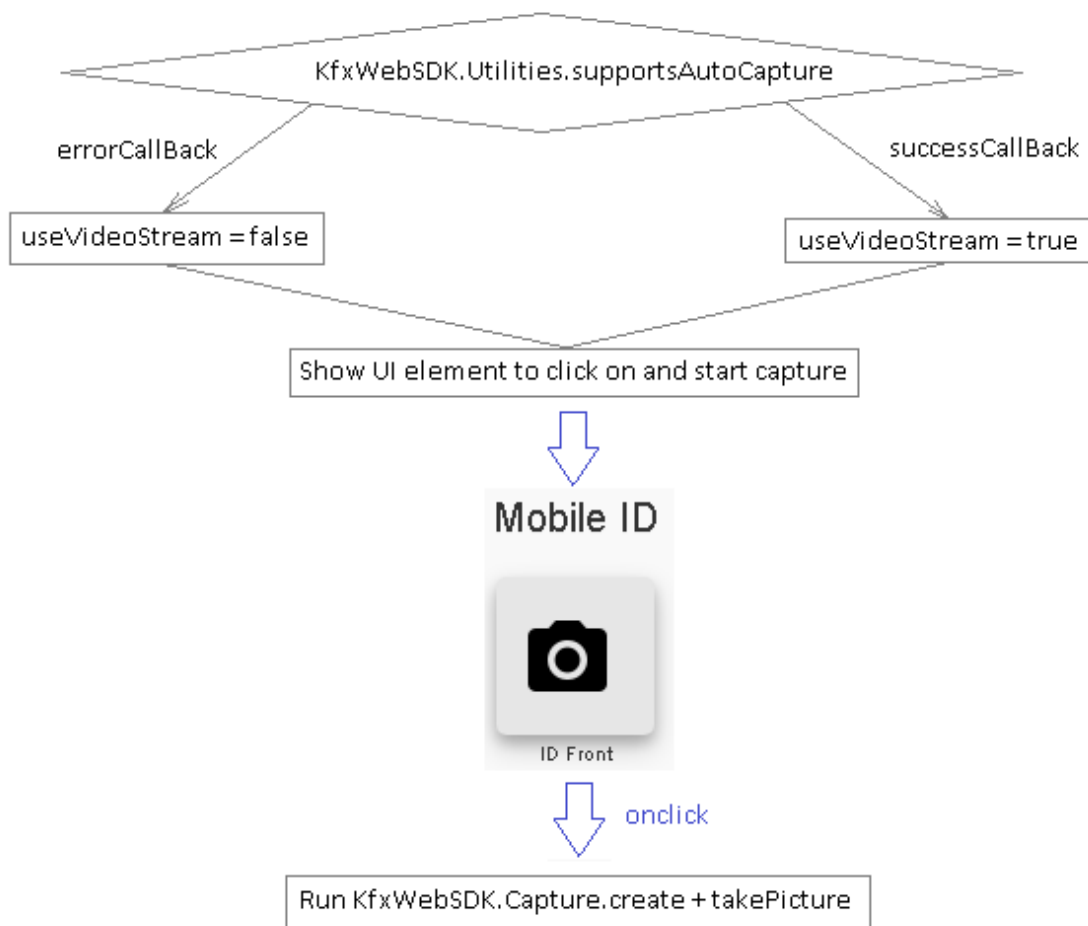 KfxWebSDK.Utilities.supportsAutoCapture
errorCallBack
successCallBack
useVideoStream = false
useVideoStream = true
Show UI element to click on and start capture
Mobile ID
ID Front
onclick
Run KfxWebSDK.Capture.create + takePicture